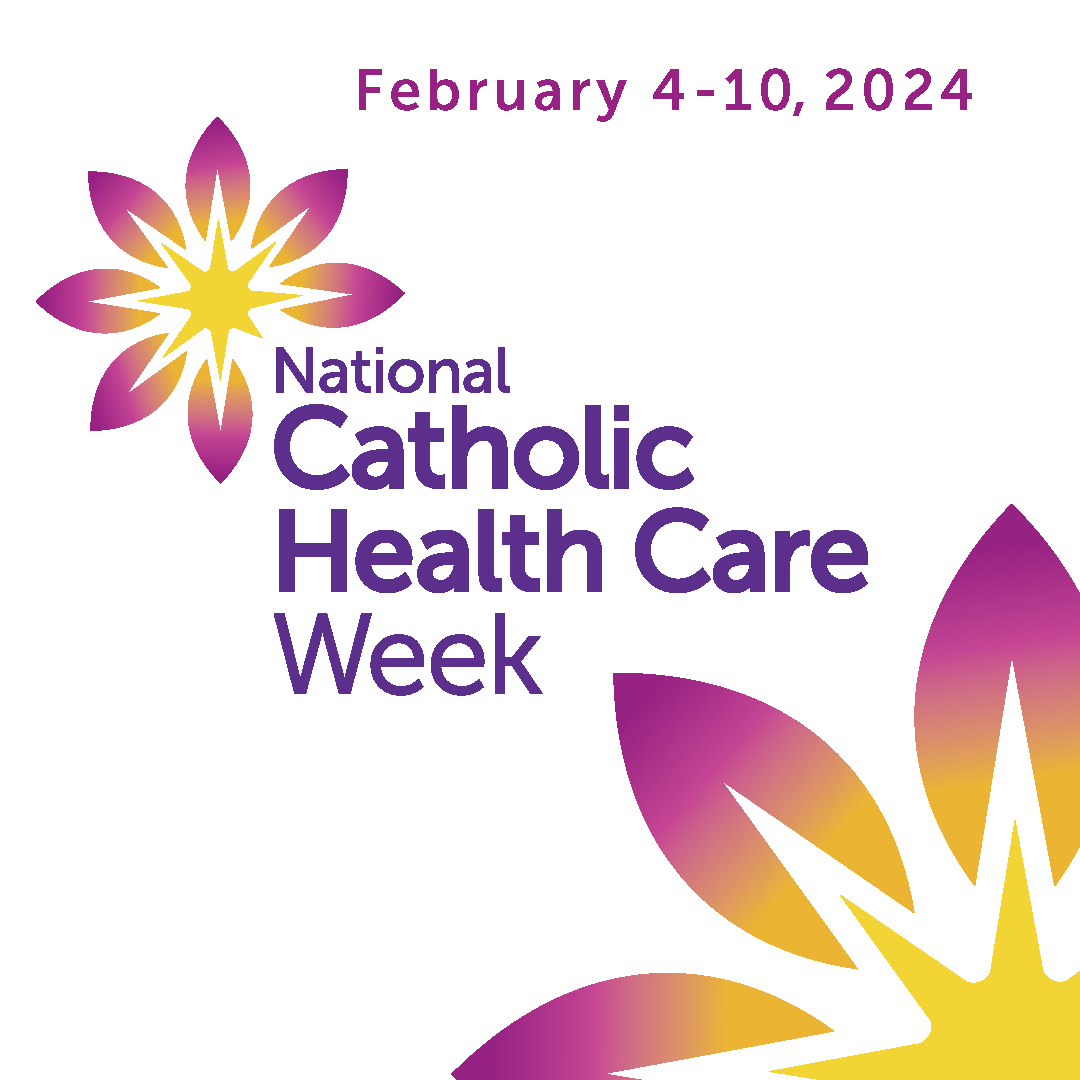 February 4-10, 2024
National
Catholic
Health Care
Week